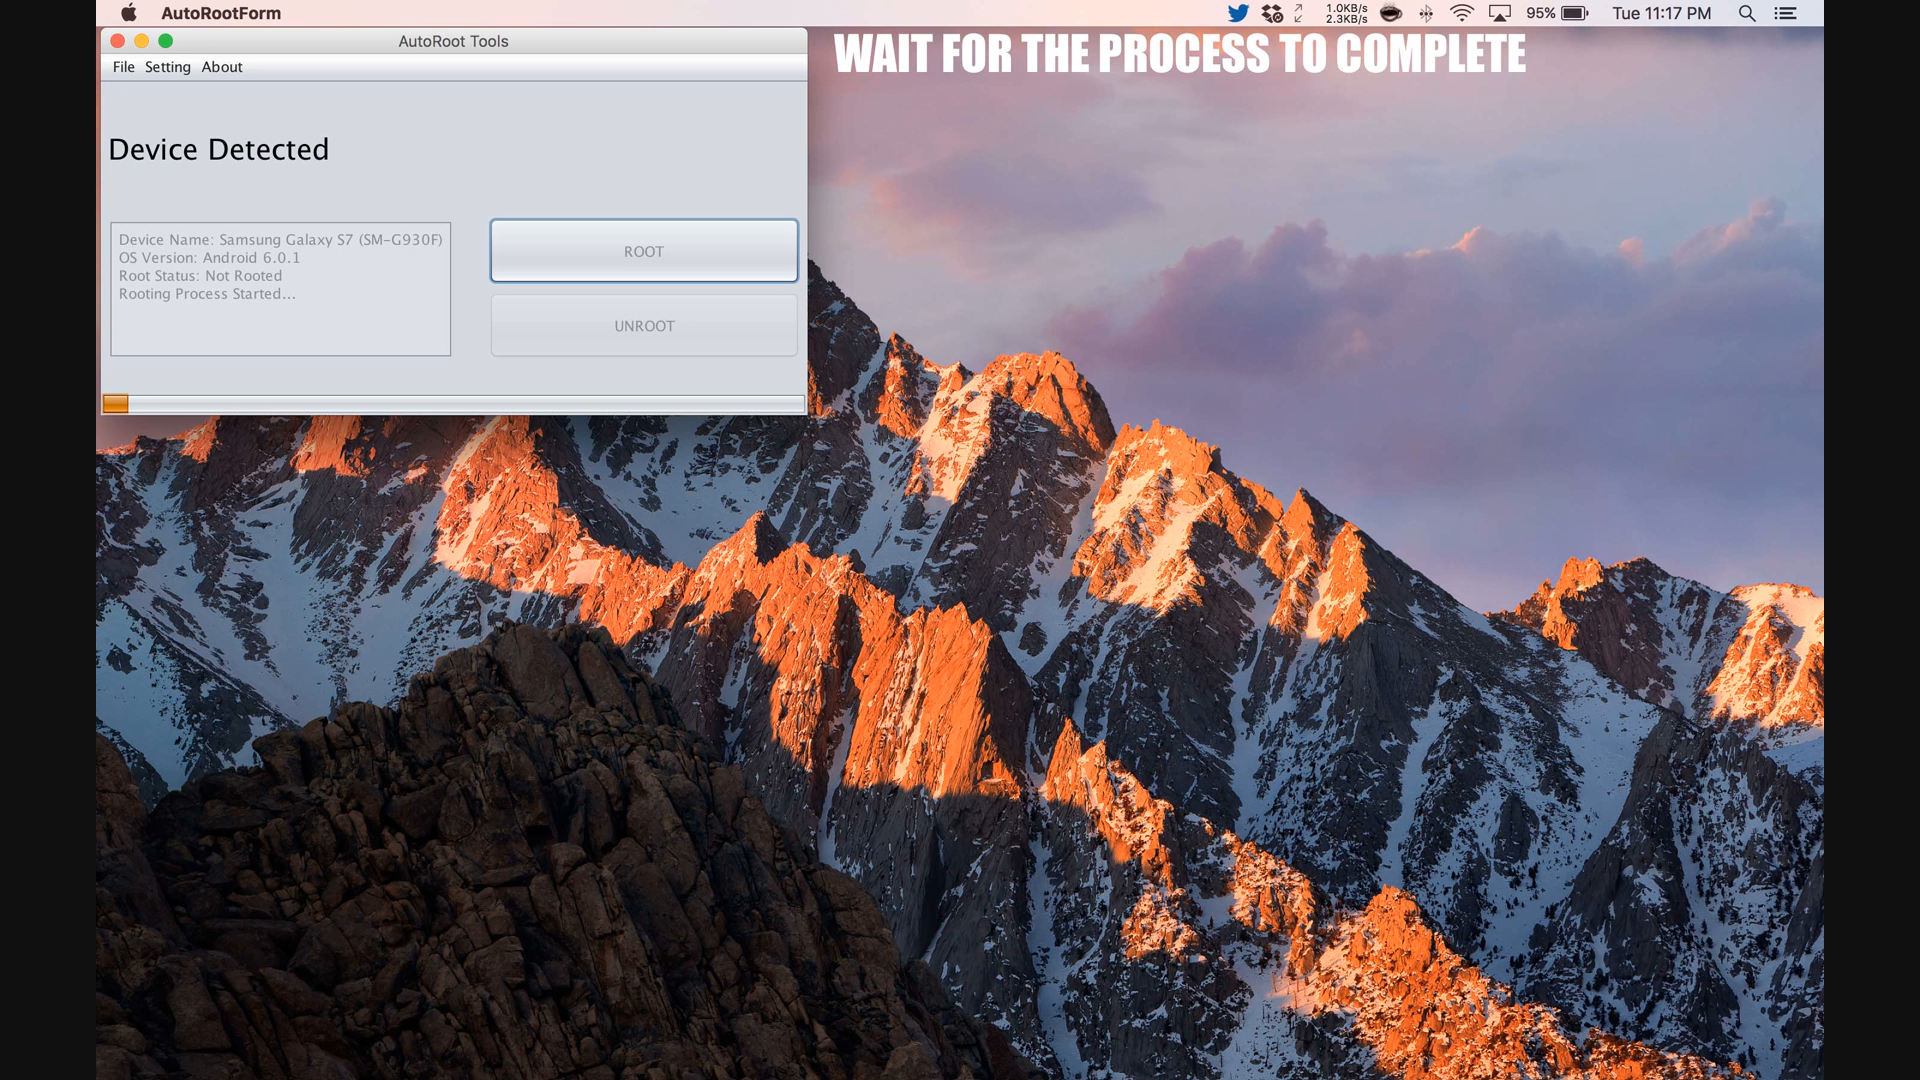 AutoRootForm
1.0KB/s
2.3KB/s
95%
Tue 11:17 PM
AutoRoot Tools
WAIT FOR THE PROCESS TO COMPLETE
File Setting About
Device Detected
Device Name: Samsung Galaxy S7 (SM-G930F)
OS Version: Android 6.0.1
Root Status: Not Rooted
Rooting Process Started...
ROOT
UNROOT